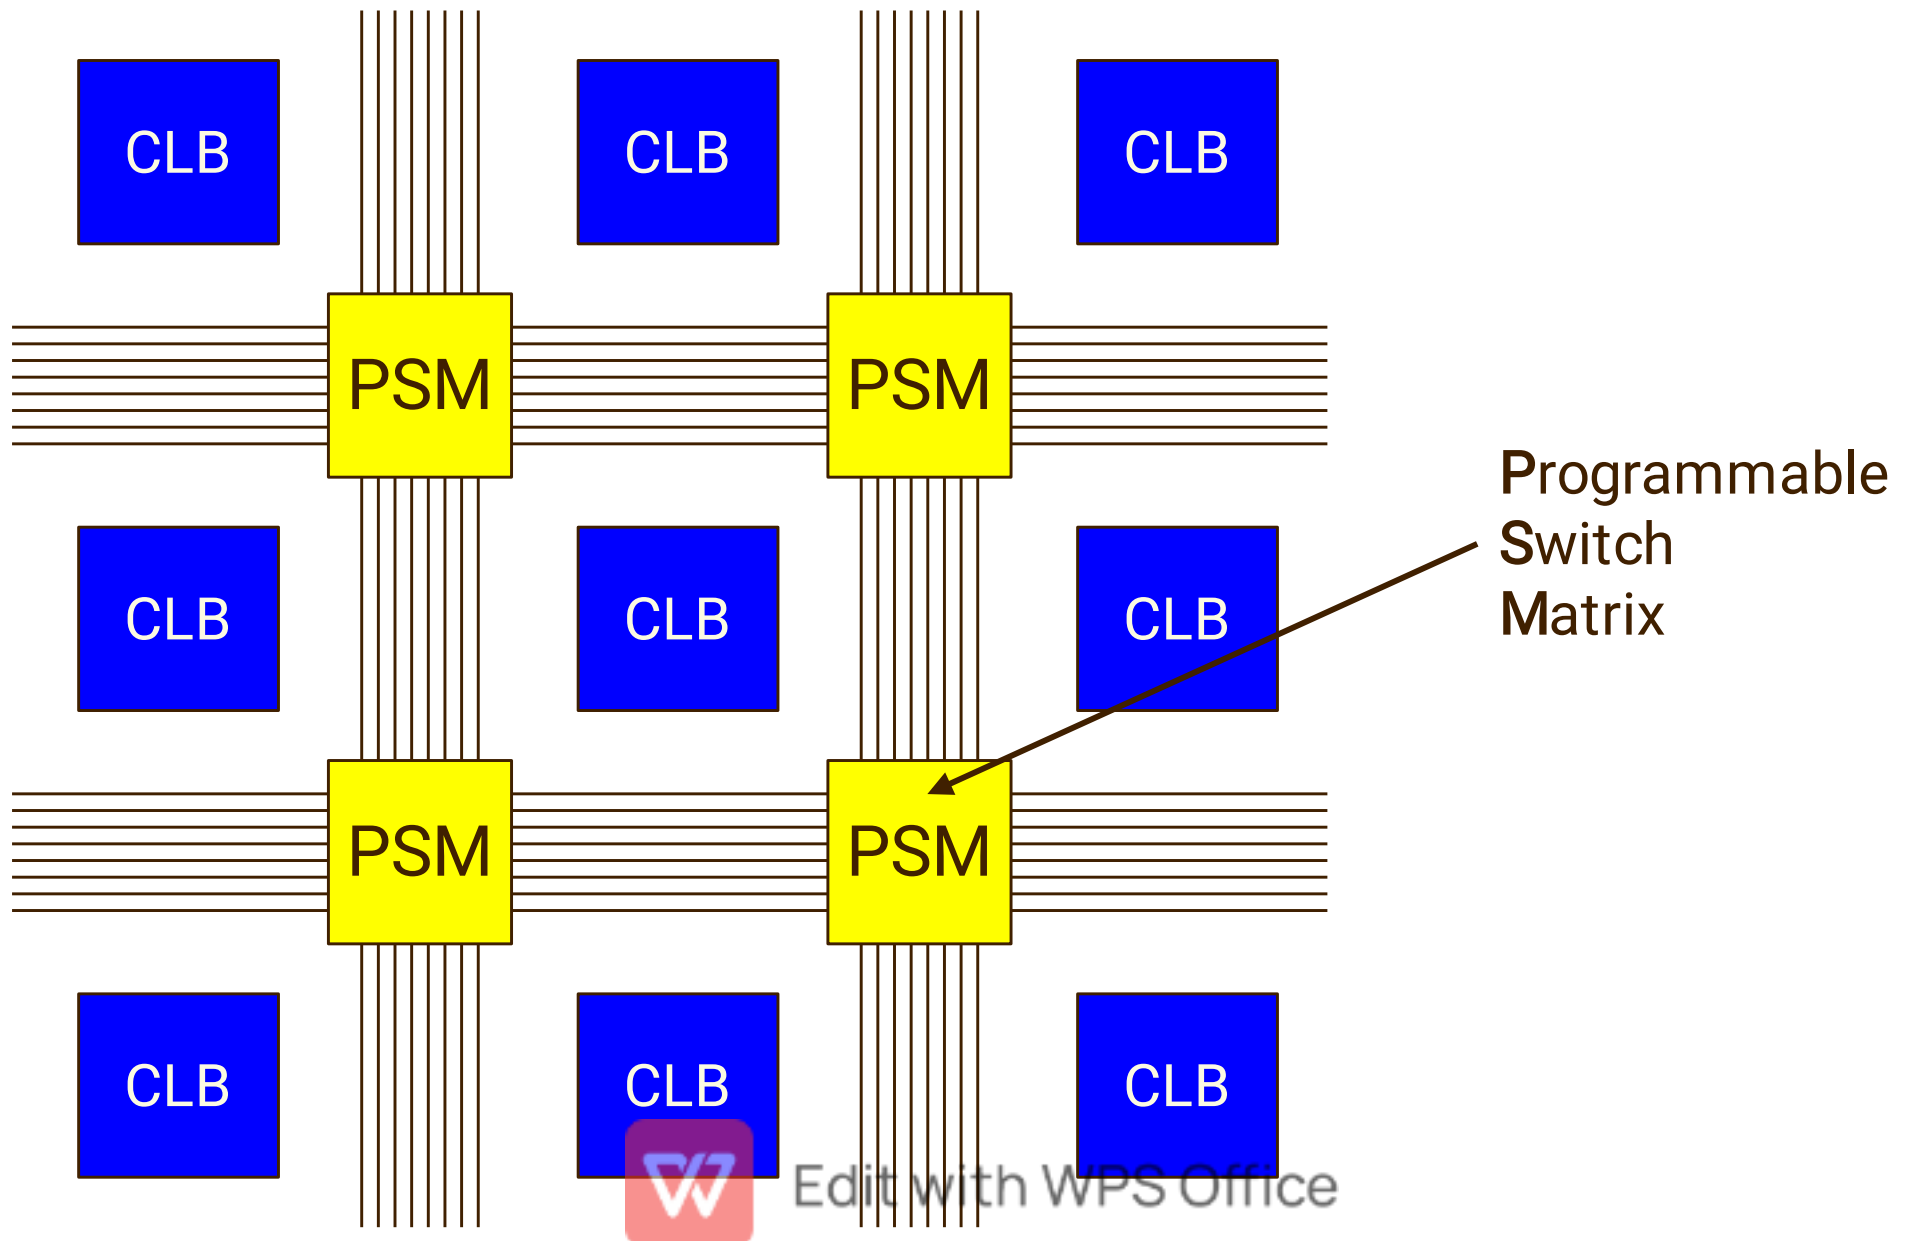 CLB CLB CLB
PSM PSM
Programmable
Switch
Matrix
CLB CLB CLB
PSM PSM
CLB CLB CLB
Edit with WPS Office